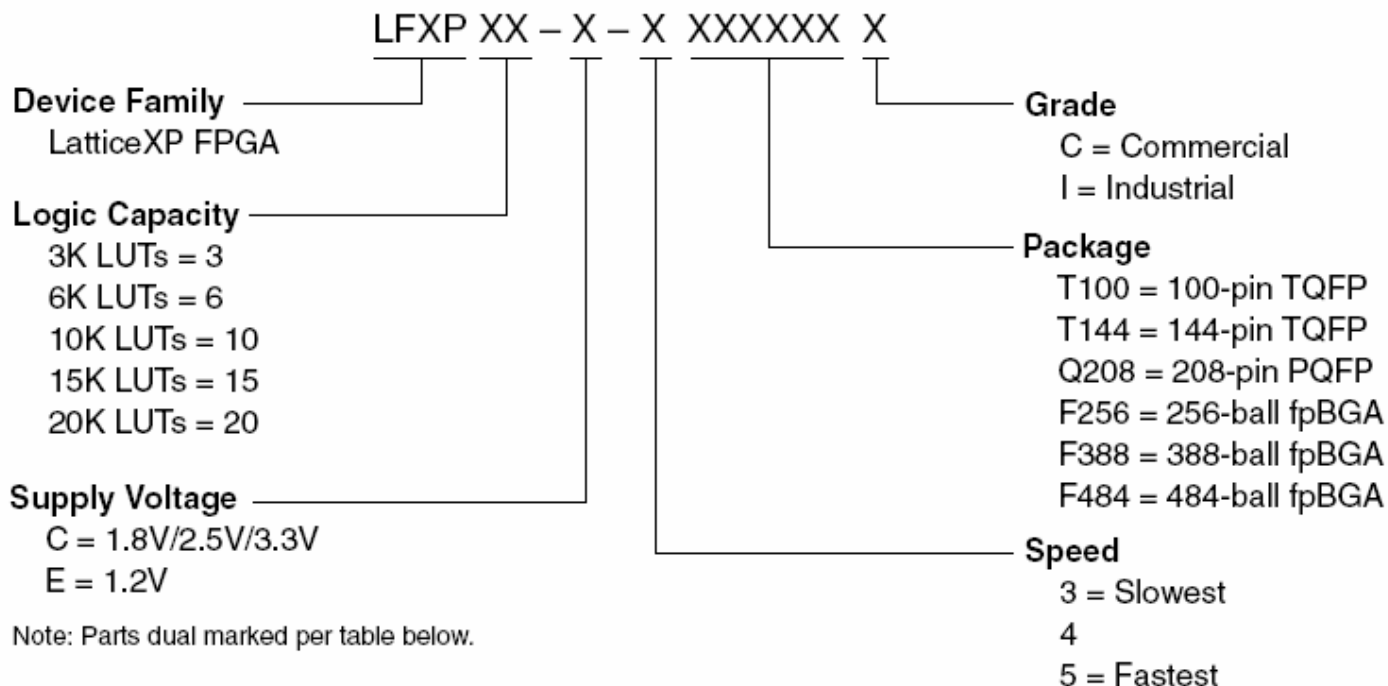 LFXP XX – X – X XXXXXX X
Device Family
LatticeXP FPGA
Logic Capacity
3K LUTs = 3
6K LUTs = 6
10K LUTs = 10
15K LUTs = 15
20K LUTs = 20
Supply Voltage
C = 1.8V/2.5V/3.3V
E = 1.2V
Note: Parts dual marked per table below.
Grade
C = Commercial
I = Industrial
Package
T100 = 100-pin TQFP
T144 = 144-pin TQFP
Q208 = 208-pin PQFP
F256 = 256-ball fpBGA
F388 = 388-ball fpBGA
F484 = 484-ball fpBGA
Speed
3 = Slowest
4
5 = Fastest